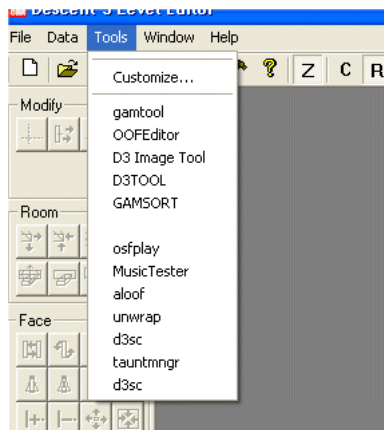 Descent 3 Level Editor
File Data Tools Window Help
Z C R
Customize...
Modify
gamtool
OOFEditor
D3 Image Tool
D3TOOL
Room
GAMSORT
osfplay
MusicTester
aloof
Face
unwrap
d3sc
tauntmngr
d3sc